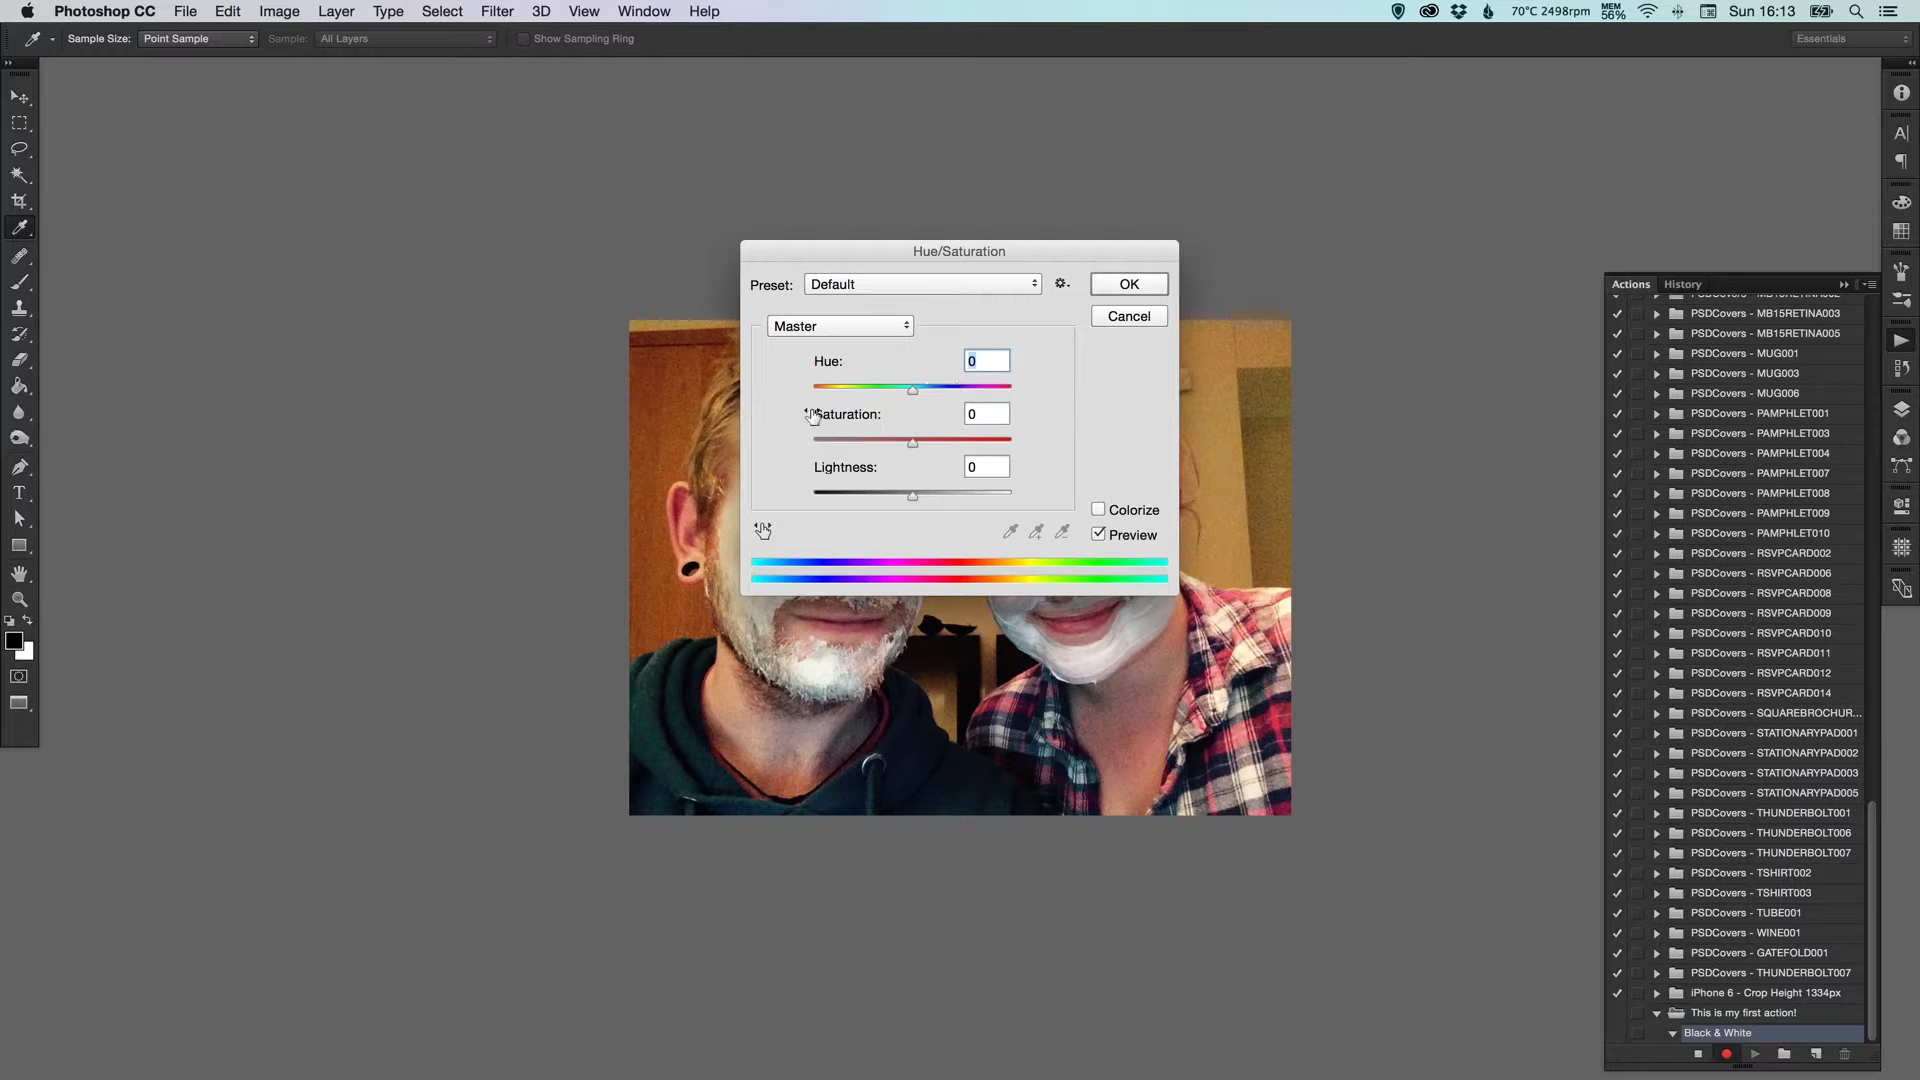 Photoshop CC File Edit Image Layer Type Select Filter 3D View Window Help 70°C 2498rpm MEM 56% Sun 16:13
Sample Size: Point Sample Sample: All Layers Show Sampling Ring Essentials
Hue/Saturation
Preset: Default OK
Cancel
Master
Hue: 0
Saturation: 0
Lightness: 0
Colorize
Preview
Actions History
PSDCovers - MB15RETINA002
PSDCovers - MB15RETINA003
PSDCovers - MB15RETINA005
PSDCovers - MUG001
PSDCovers - MUG003
PSDCovers - MUG006
PSDCovers - PAMPHLET001
PSDCovers - PAMPHLET003
PSDCovers - PAMPHLET004
PSDCovers - PAMPHLET007
PSDCovers - PAMPHLET008
PSDCovers - PAMPHLET009
PSDCovers - PAMPHLET010
PSDCovers - RSVPCARD002
PSDCovers - RSVPCARD006
PSDCovers - RSVPCARD008
PSDCovers - RSVPCARD009
PSDCovers - RSVPCARD010
PSDCovers - RSVPCARD011
PSDCovers - RSVPCARD012
PSDCovers - RSVPCARD014
PSDCovers - SQUAREBROCHUR...
PSDCovers - STATIONARYPAD001
PSDCovers - STATIONARYPAD002
PSDCovers - STATIONARYPAD003
PSDCovers - STATIONARYPAD005
PSDCovers - THUNDERBOLT001
PSDCovers - THUNDERBOLT006
PSDCovers - THUNDERBOLT007
PSDCovers - TSHIRT002
PSDCovers - TSHIRT003
PSDCovers - TUBE001
PSDCovers - WINE001
PSDCovers - GATEFOLD001
PSDCovers - THUNDERBOLT007
iPhone 6 - Crop Height 1334px
This is my first action!
Black & White